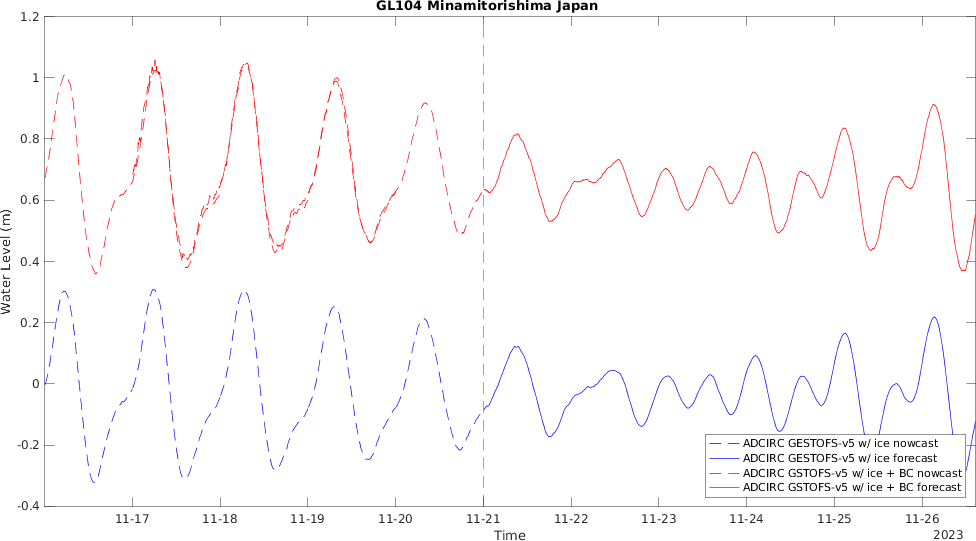 GL104 Minamitorishima Japan
Water Level (m)
1.2
1
0.8
0.6
0.4
0.2
0
-0.2
-0.4
ADCIRC GESTOFS-v5 w/ ice nowcast
ADCIRC GESTOFS-v5 w/ ice forecast
ADCIRC GSTOFS-v5 w/ ice + BC nowcast
ADCIRC GSTOFS-v5 w/ ice + BC forecast
11-17 11-18 11-19 11-20 11-21 11-22 11-23 11-24 11-25 11-26
Time
2023